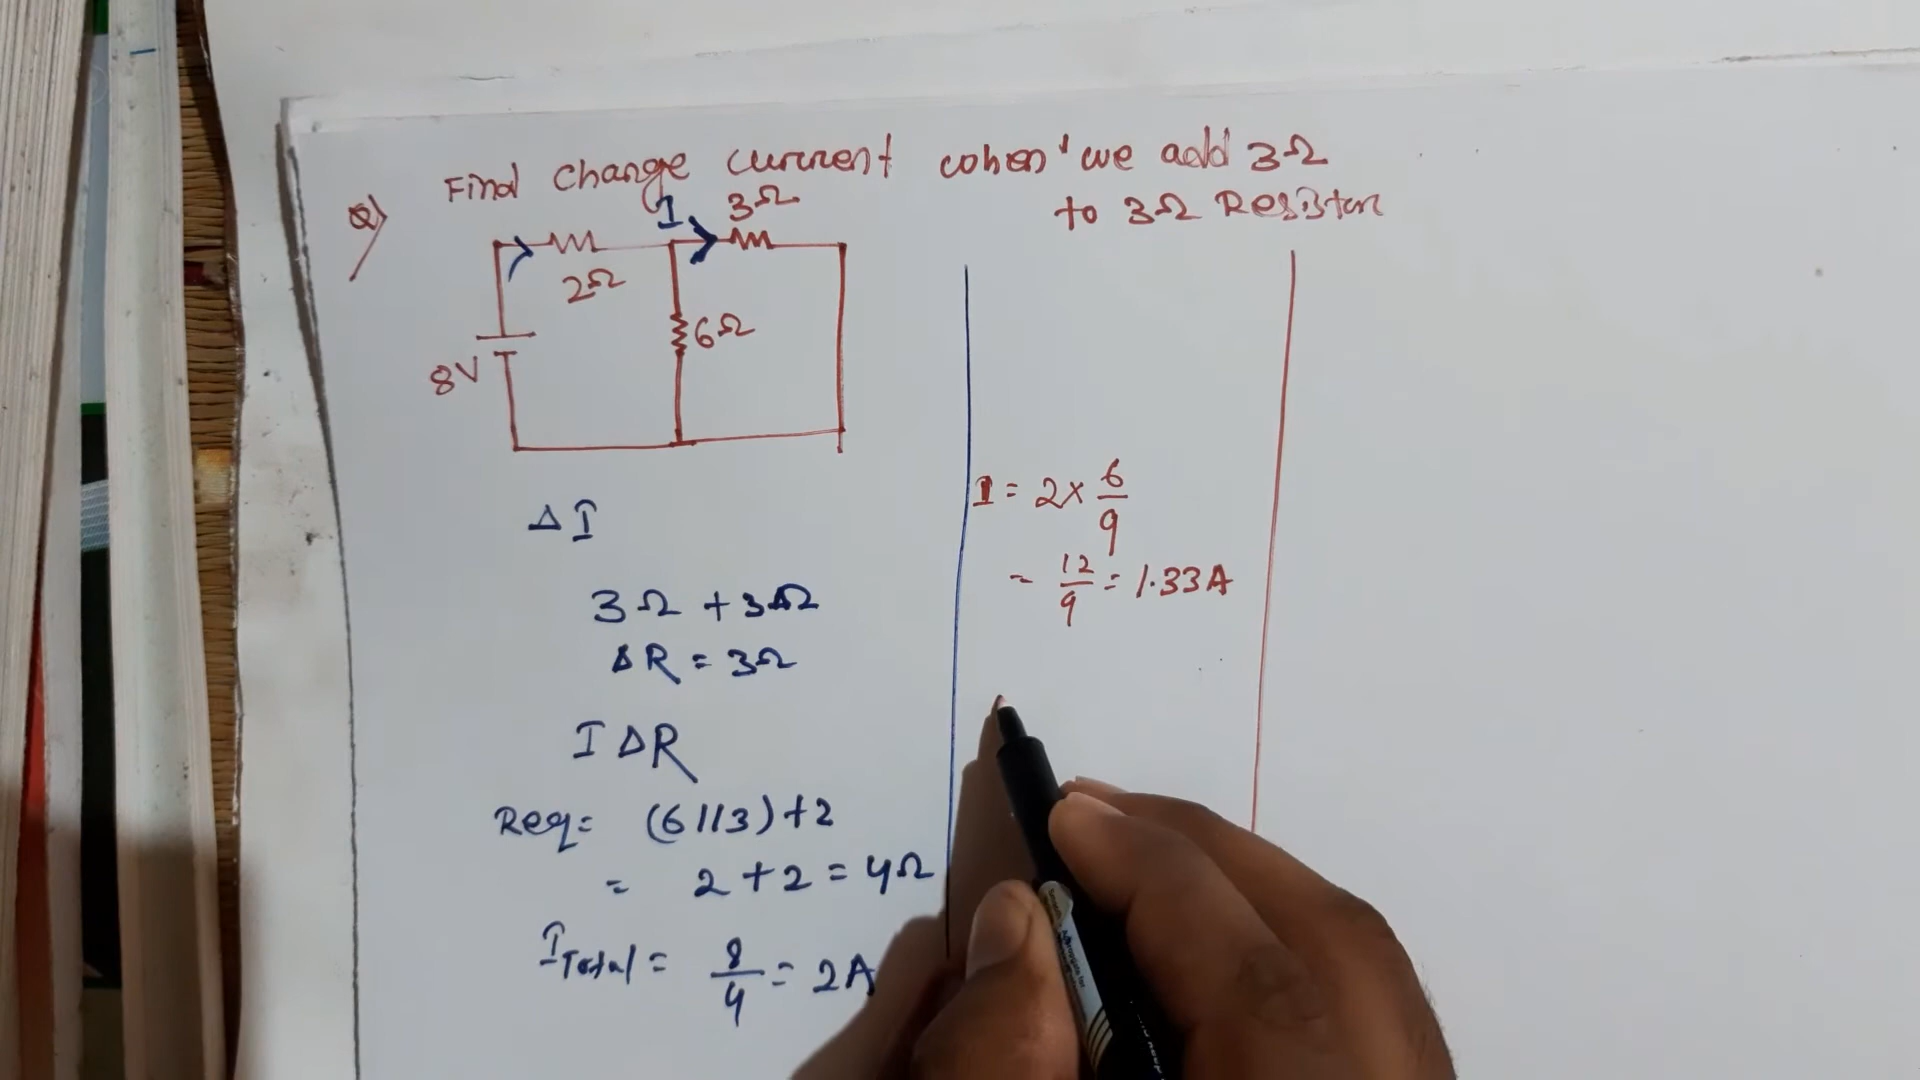 Q) Find change current when we add 3Ω
to 3Ω Resistor
I
3Ω
2Ω
6Ω
8V
ΔI
3Ω + 3Ω
ΔR = 3Ω
IΔR
Req = (6||3)+2
= 2+2 = 4Ω
ITotal = 8/4 = 2A
I = 2× 6/9
= 12/9 = 1.33A